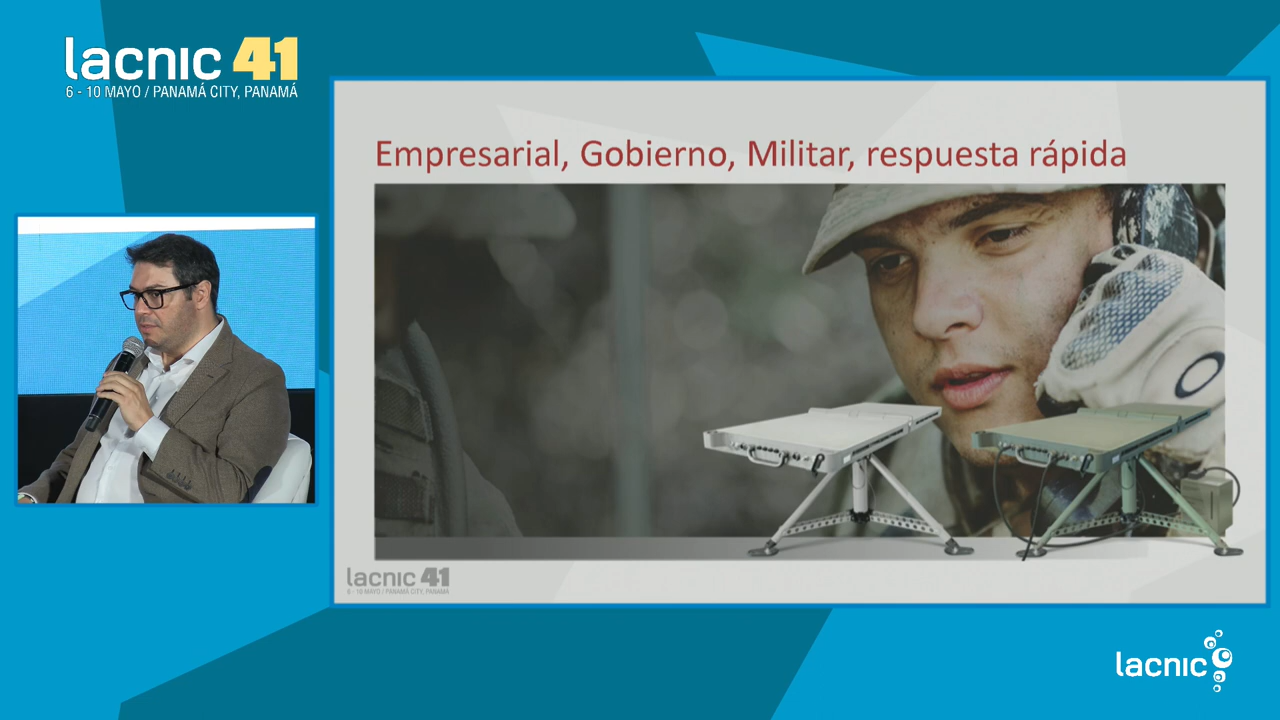 lacnic 41
6 - 10 MAYO / PANAMÁ CITY, PANAMÁ
Empresarial, Gobierno, Militar, respuesta rápida
lacnic 41
6 - 10 MAYO / PANAMÁ CITY, PANAMÁ
lacnic